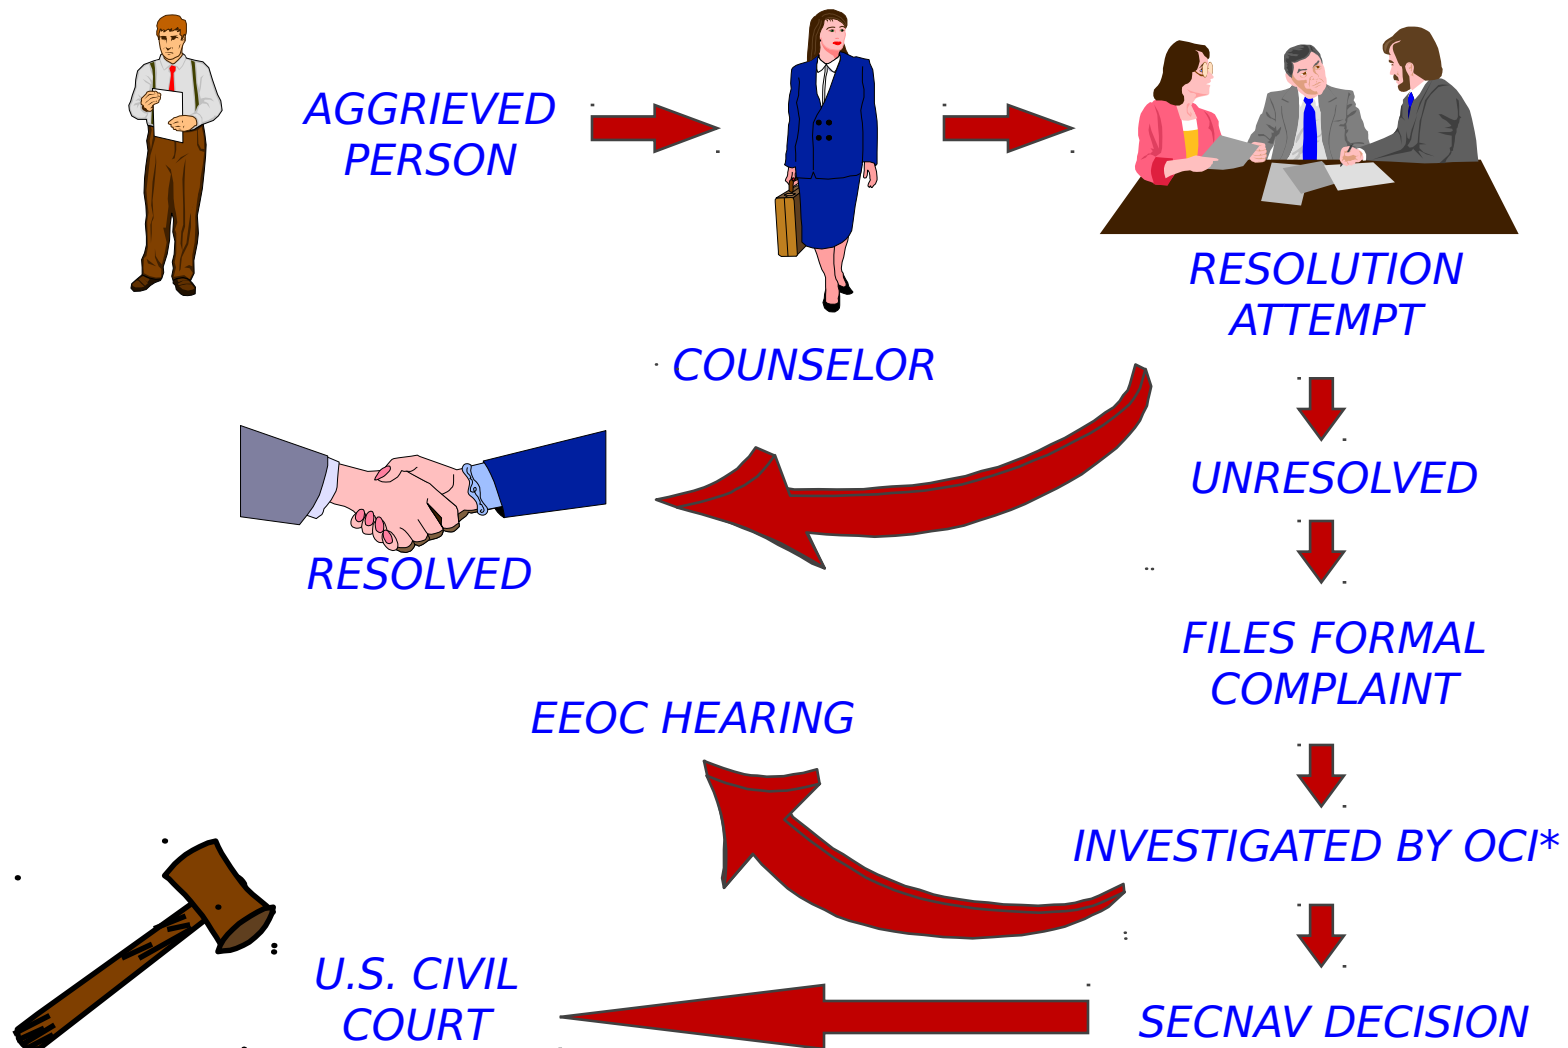 AGGRIEVED
PERSON
COUNSELOR
RESOLUTION
ATTEMPT
RESOLVED
UNRESOLVED
FILES FORMAL
COMPLAINT
EEOC HEARING
INVESTIGATED BY OCI*
U.S. CIVIL
COURT
SECNAV DECISION